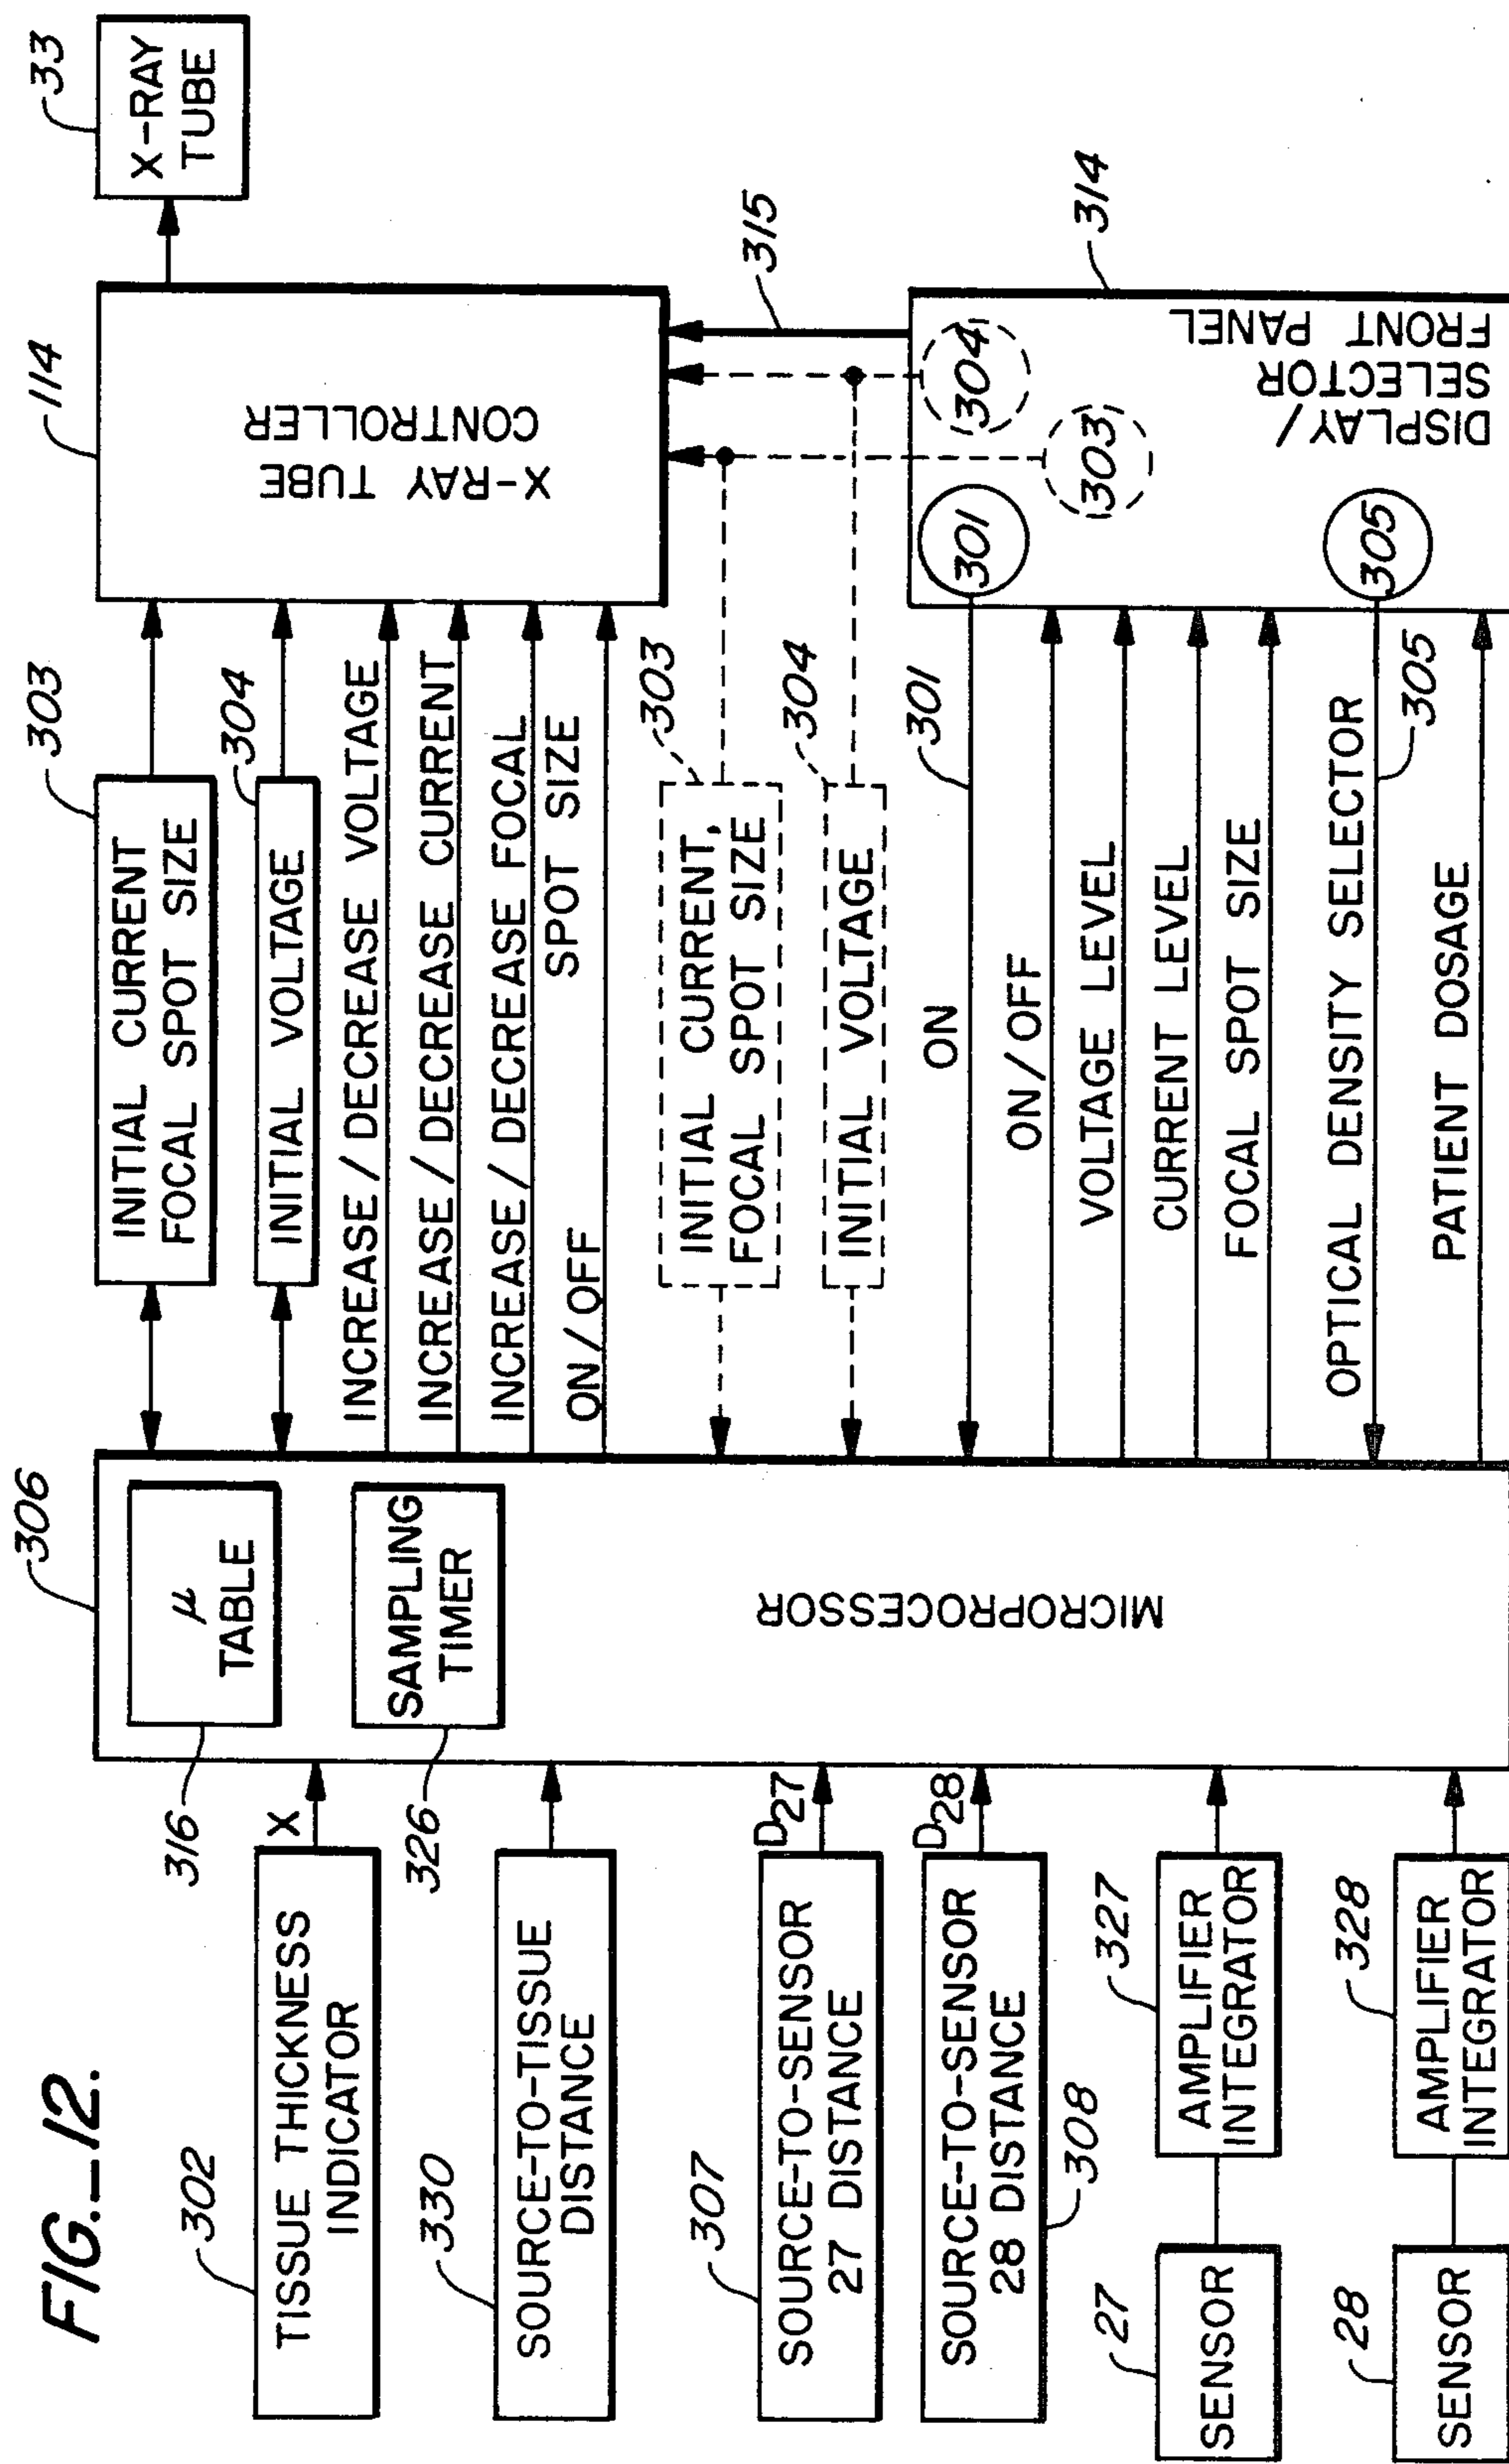 FIG._12.
302
TISSUE THICKNESS
INDICATOR
X
330
SOURCE-TO-TISSUE
DISTANCE
307
SOURCE-TO-SENSOR
27 DISTANCE
D27
SOURCE-TO-SENSOR
28 DISTANCE
D28
308
27
SENSOR
327
AMPLIFIER
INTEGRATOR
28
SENSOR
328
AMPLIFIER
INTEGRATOR
306
μ
TABLE
316
SAMPLING
TIMER
326
MICROPROCESSOR
303
INITIAL CURRENT
FOCAL SPOT SIZE
304
INITIAL VOLTAGE
INCREASE/DECREASE VOLTAGE
INCREASE/DECREASE CURRENT
INCREASE/DECREASE FOCAL
SPOT SIZE
ON/OFF
303
INITIAL CURRENT,
FOCAL SPOT SIZE
304
INITIAL VOLTAGE
301
ON
ON/OFF
VOLTAGE LEVEL
CURRENT LEVEL
FOCAL SPOT SIZE
OPTICAL DENSITY SELECTOR
305
PATIENT DOSAGE
114
X-RAY TUBE
CONTROLLER
33
X-RAY
TUBE
315
314
301
304
303
305
DISPLAY/
SELECTOR
FRONT PANEL